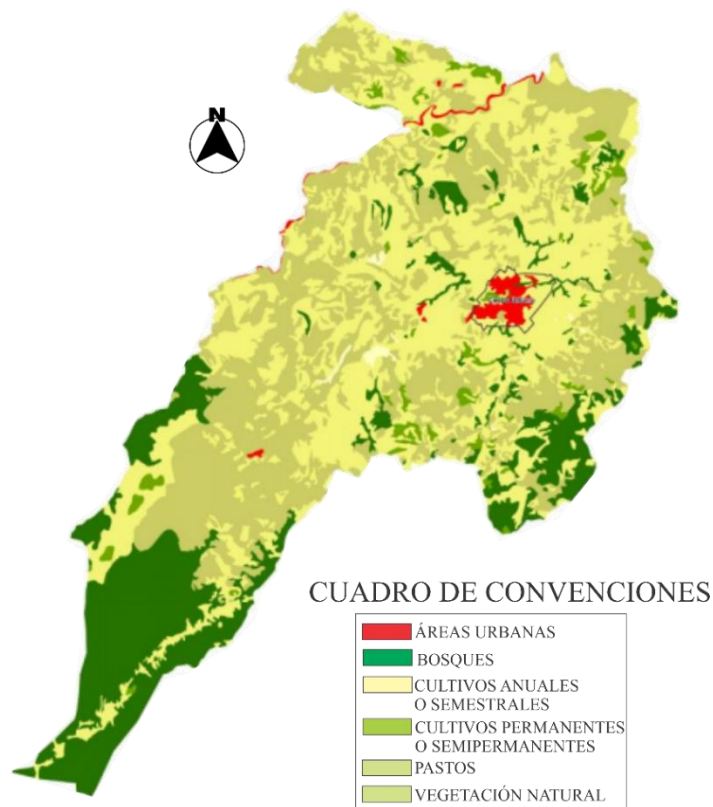 N
CUADRO DE CONVENCIONES
ÁREAS URBANAS
BOSQUES
CULTIVOS ANUALES
O SEMESTRALES
CULTIVOS PERMANENTES
O SEMIPERMANENTES
PASTOS
VEGETACIÓN NATURAL